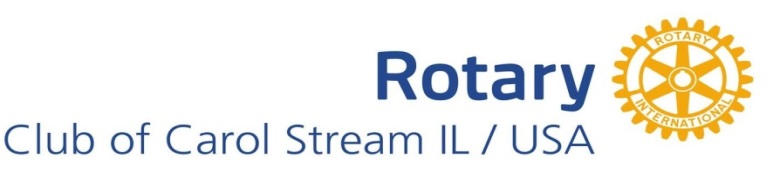 Rotary
Club of Carol Stream IL / USA
ROTARY
INTERNATIONAL